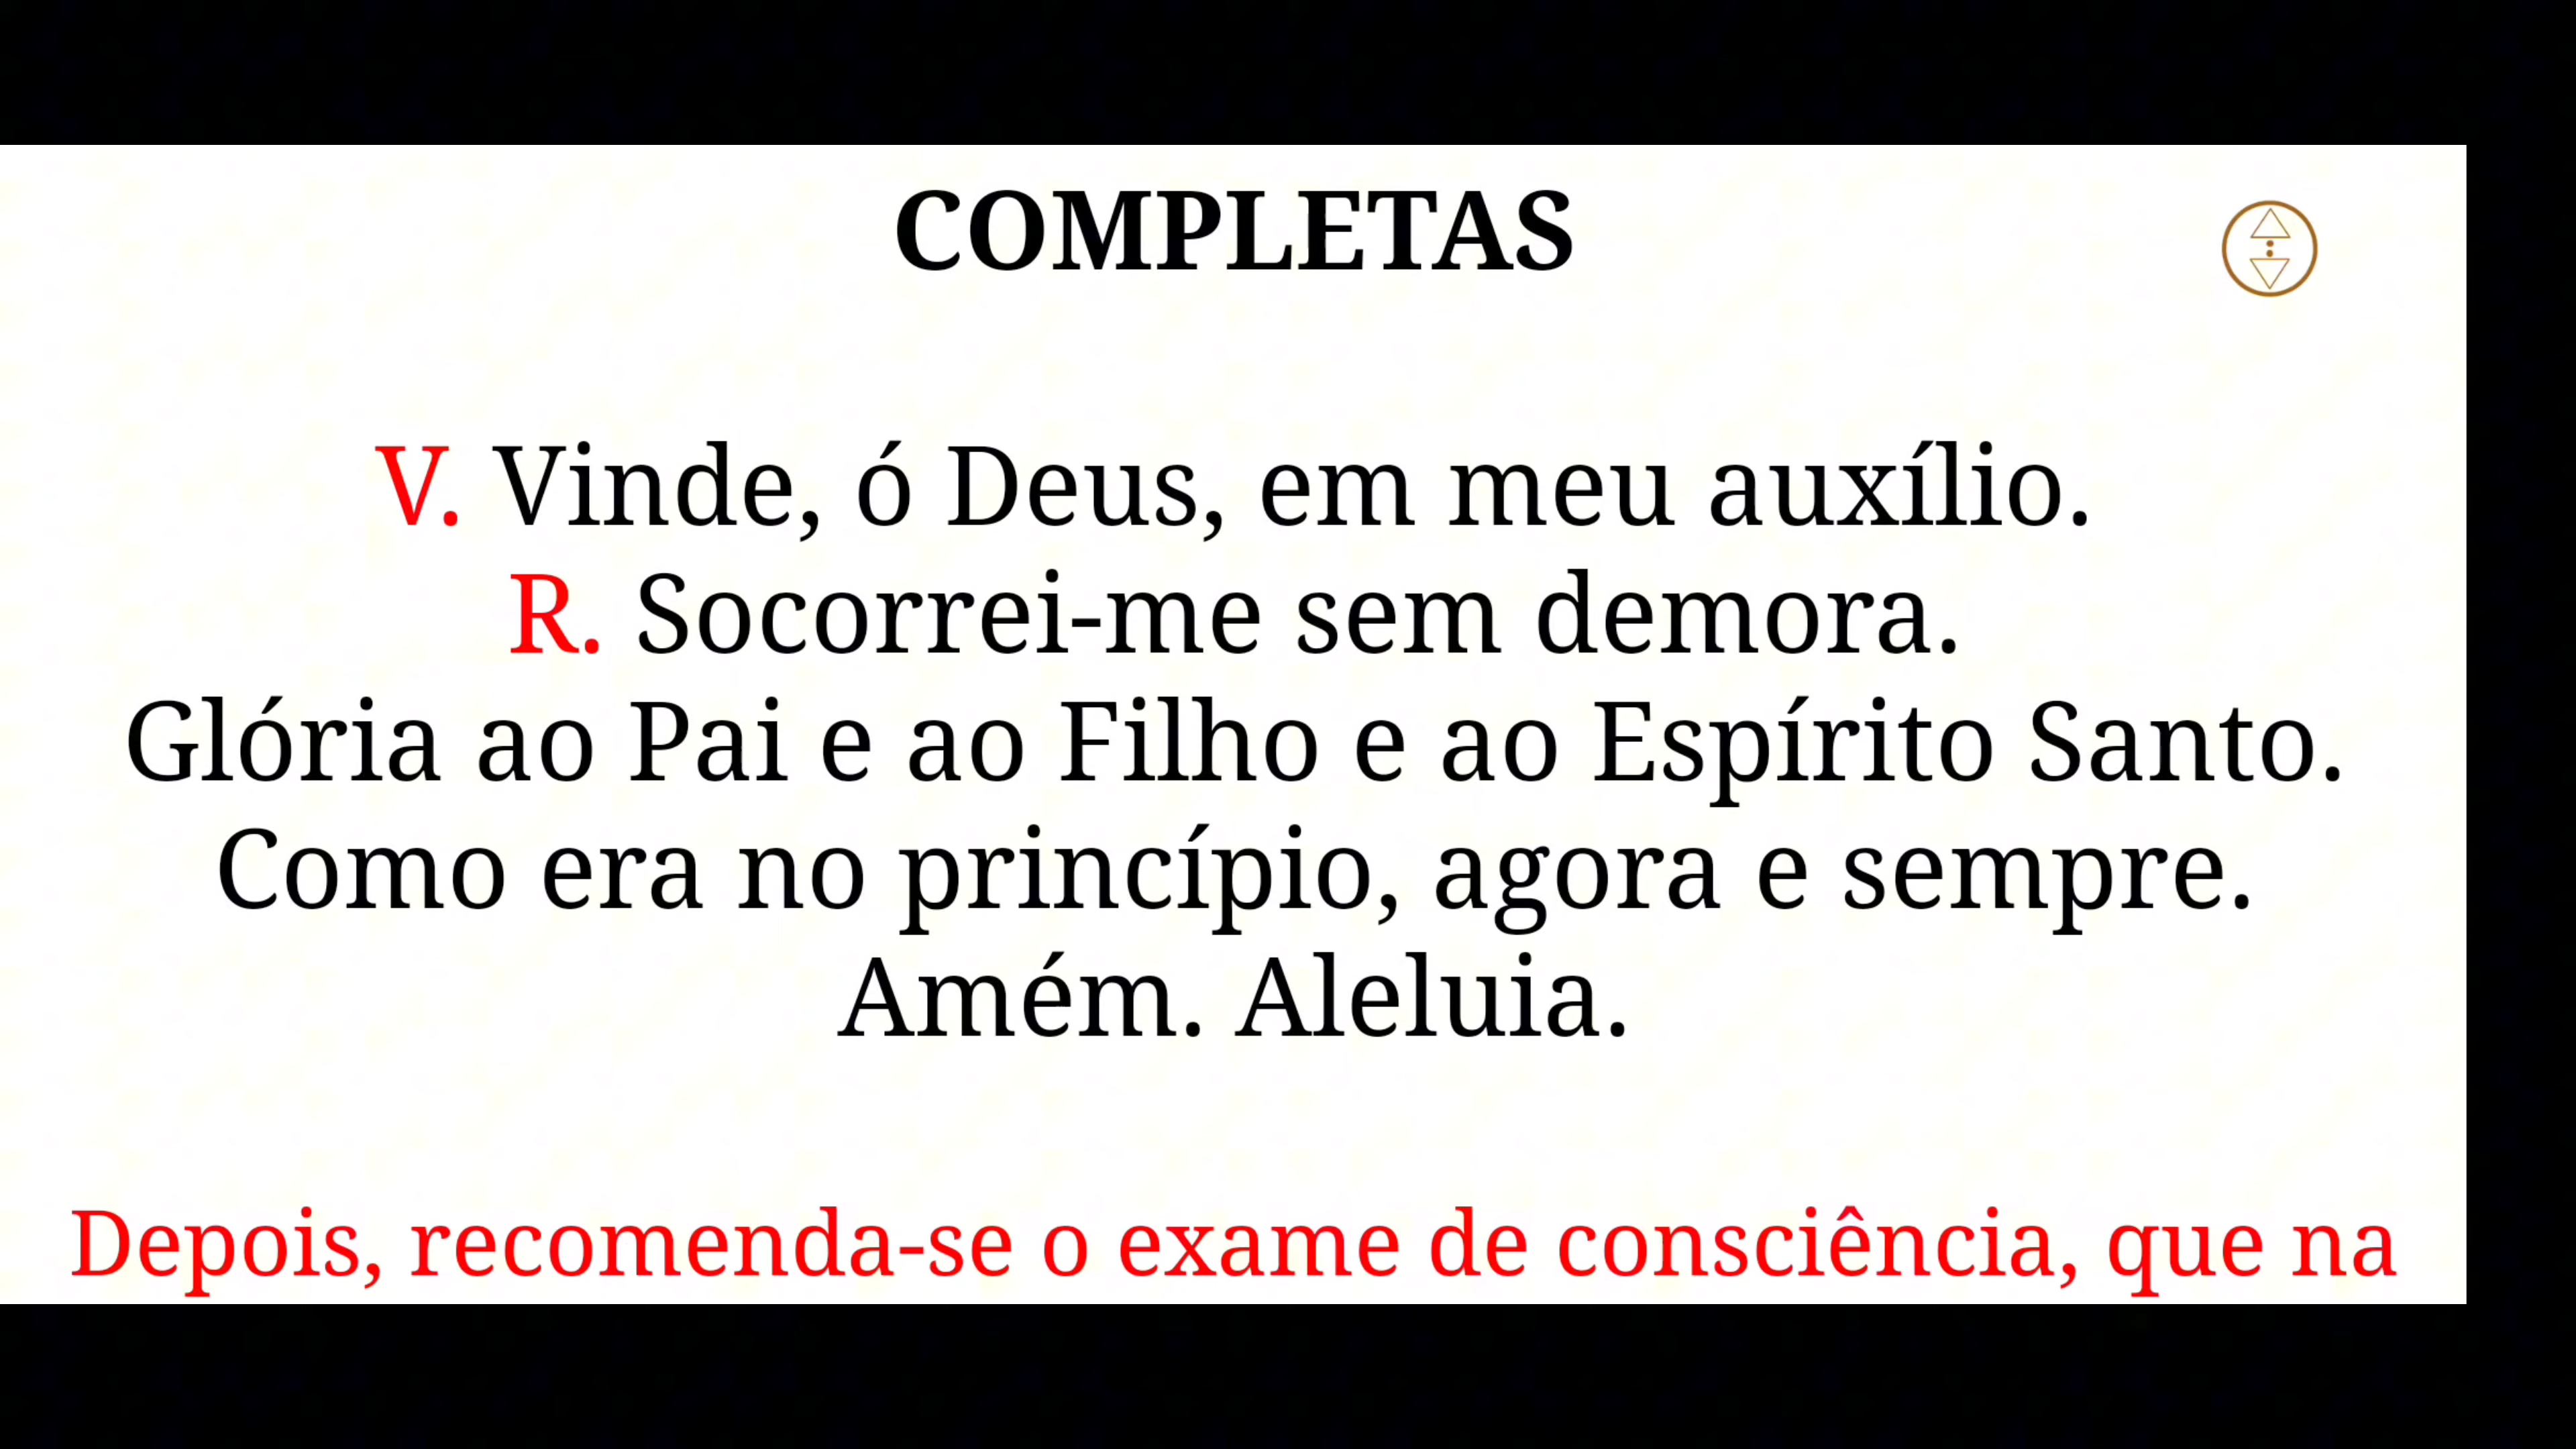 COMPLETAS
V. Vinde, ó Deus, em meu auxílio.
R. Socorrei-me sem demora.
Glória ao Pai e ao Filho e ao Espírito Santo.
Como era no princípio, agora e sempre.
Amém. Aleluia.
Depois, recomenda-se o exame de consciência, que na